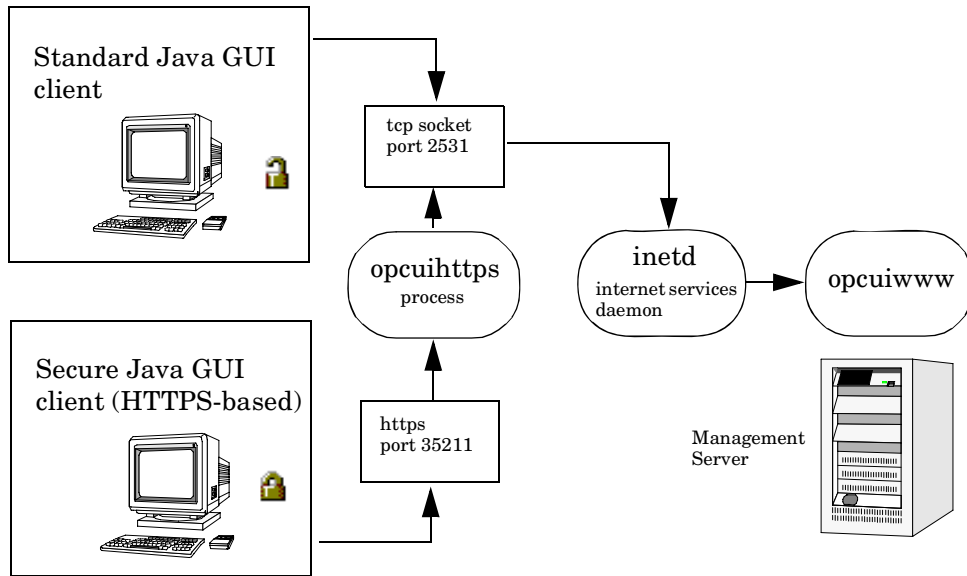 Standard Java GUI
client
tcp socket
port 2531
opcuihttps
process
inetd
internet services
daemon
opcuiwww
Secure Java GUI
client (HTTPS-based)
https
port 35211
Management
Server